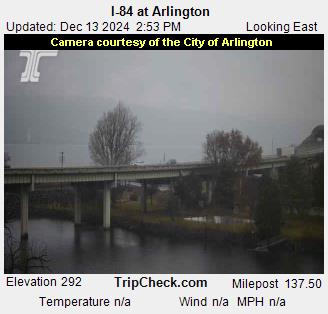 I-84 at Arlington
Updated: Dec 13 2024 2:53 PM Looking East
Camera courtesy of the City of Arlington
Elevation 292 TripCheck.com Milepost 137.50
Temperature n/a Wind n/a MPH n/a